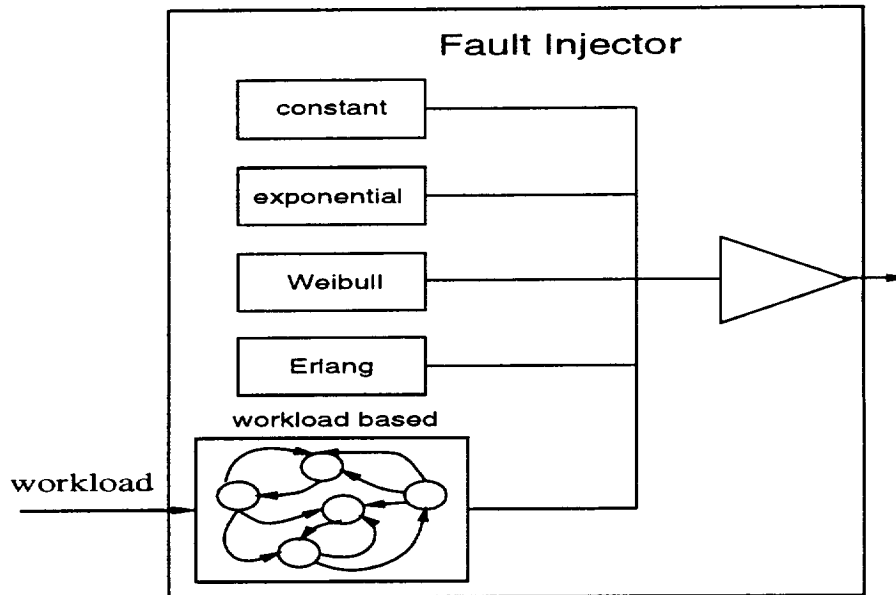 Fault Injector
constant
exponential
Weibull
Erlang
workload based
workload